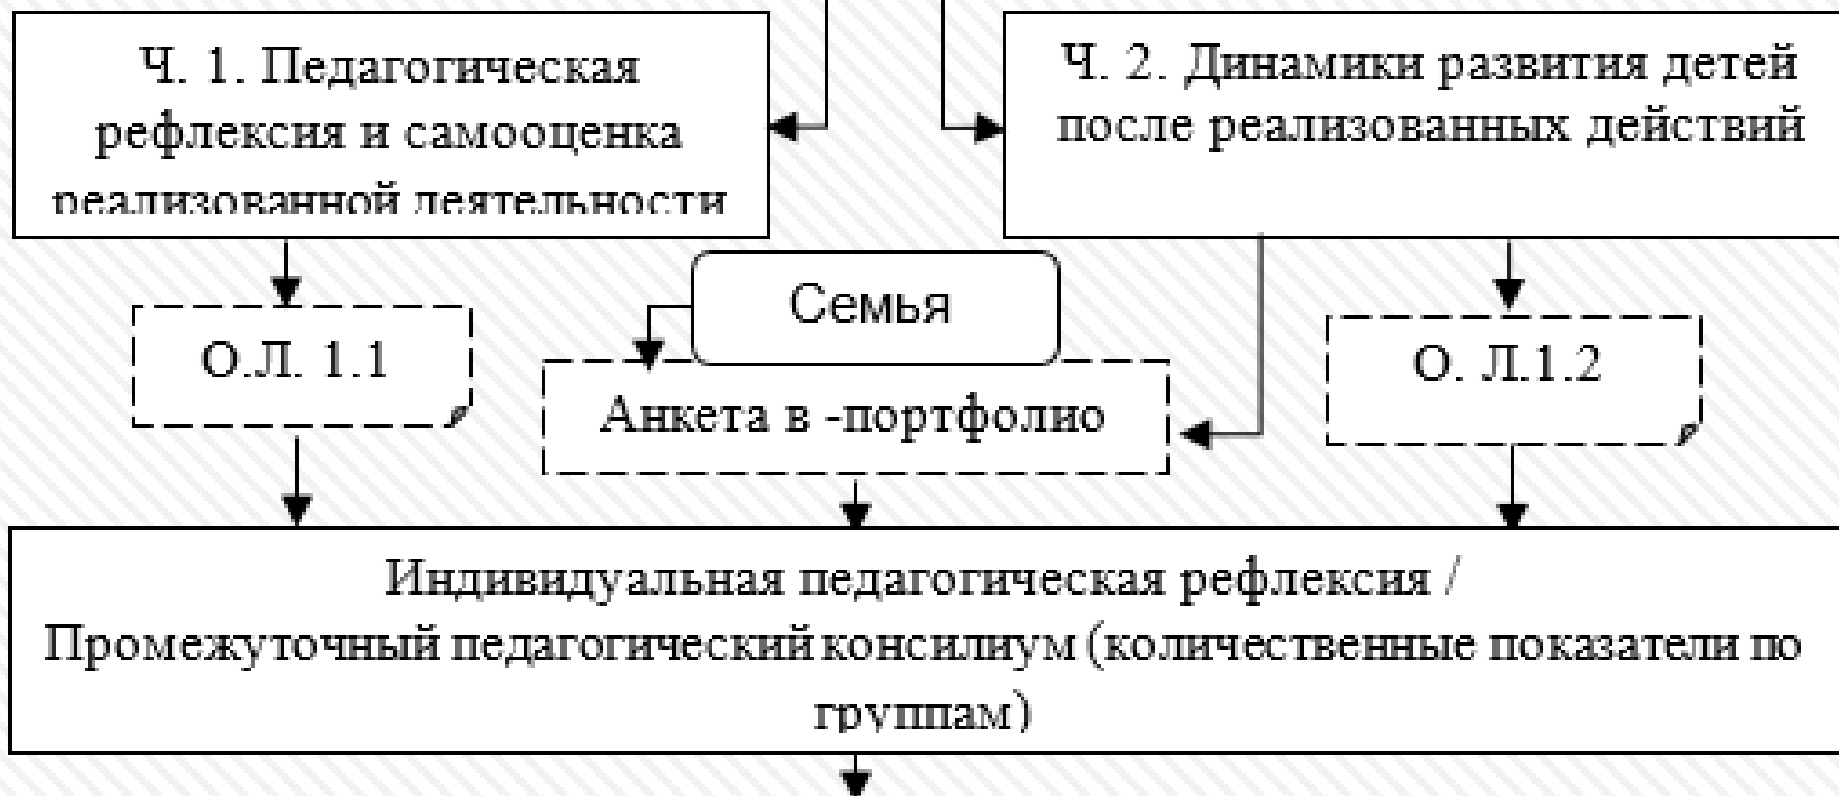 Ч. 1. Педагогическая
рефлексия и самооценка
реализованной деятельности
Ч. 2. Динамики развития детей
после реализованных действий
Семья
О.Л. 1.1
Анкета в -портфолио
О. Л.1.2
Индивидуальная педагогическая рефлексия /
Промежуточный педагогический консилиум (количественные показатели по
группам)